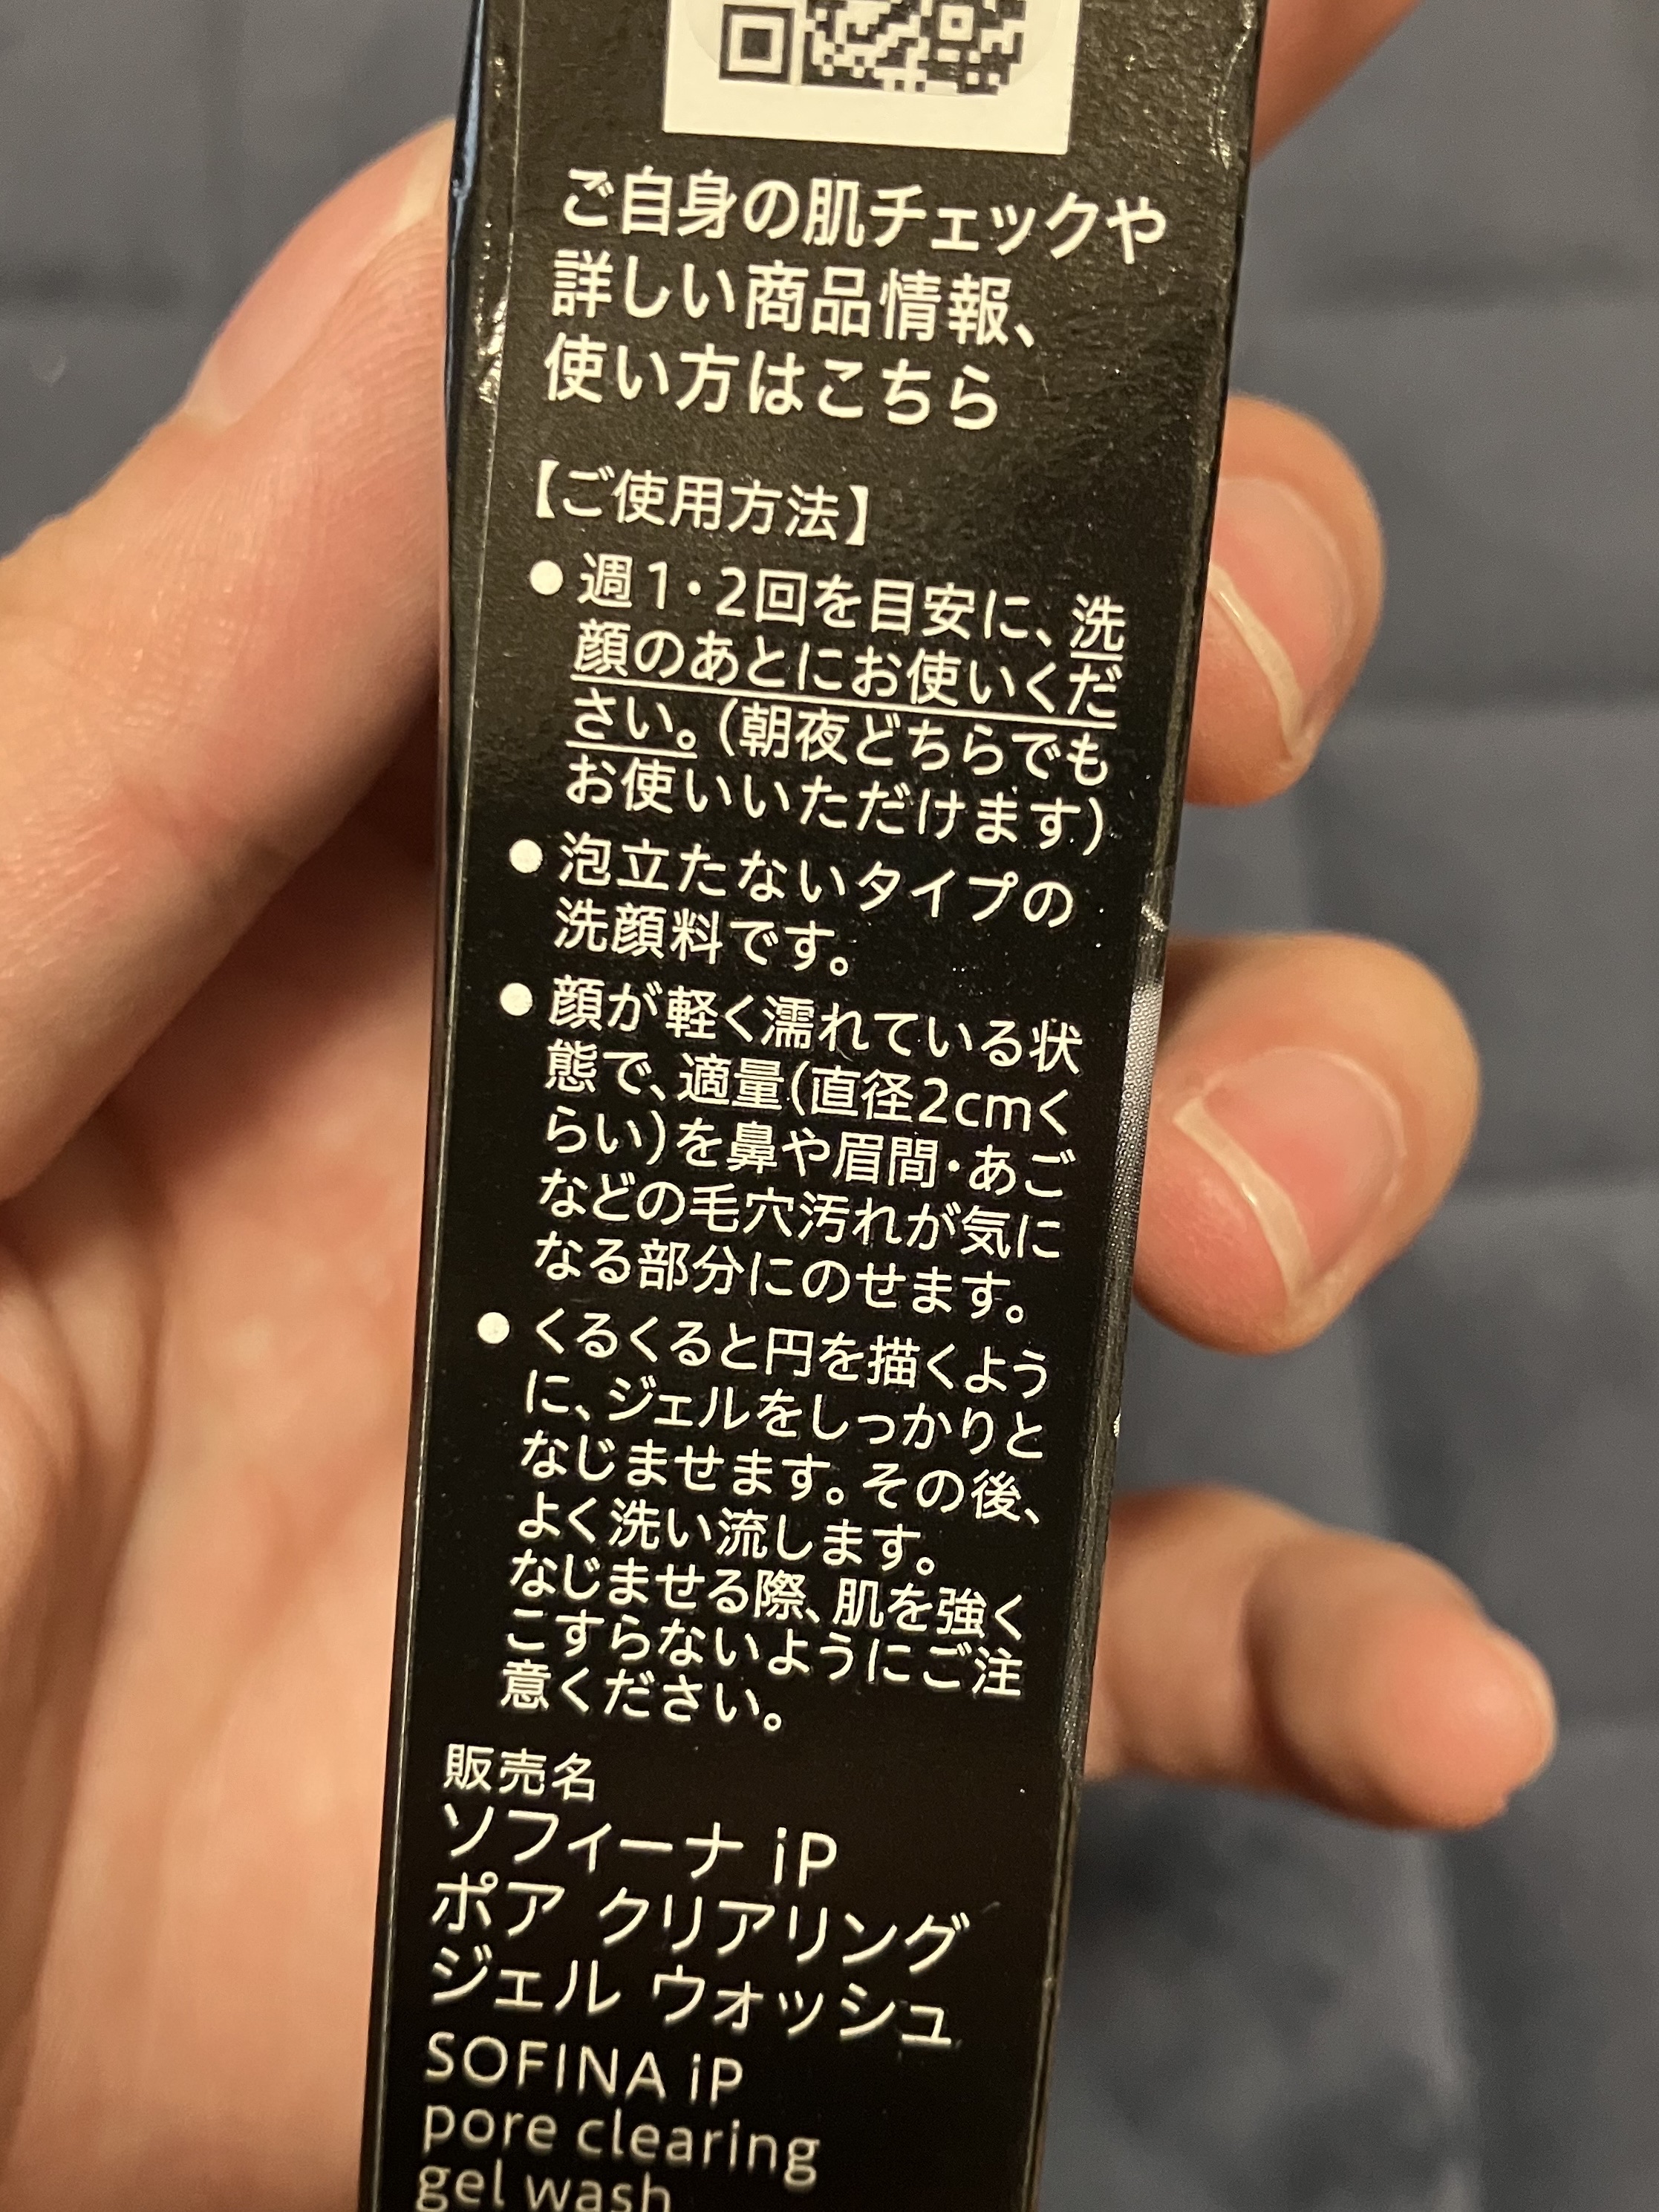 ご自身の肌チェックや
詳しい商品情報、
使い方はこちら
【ご使用方法】
●週1・2回を目安に、洗
顔のあとにお使いくだ
さい。(朝夜どちらでも
お使いいただけます)
●泡立たないタイプの
洗顔料です。
●顔が軽く濡れている状
態で、適量(直径2cmく
らい)を鼻や眉間・あご
などの毛穴汚れが気に
なる部分にのせます。
●くるくると円を描くよう
に、ジェルをしっかりと
なじませます。その後、
よく洗い流します。
なじませる際、肌を強く
こすらないようにご注
意ください。
販売名
ソフィーナ iP
ポア クリアリング
ジェル ウォッシュ
SOFINA iP
pore clearing
gel wash